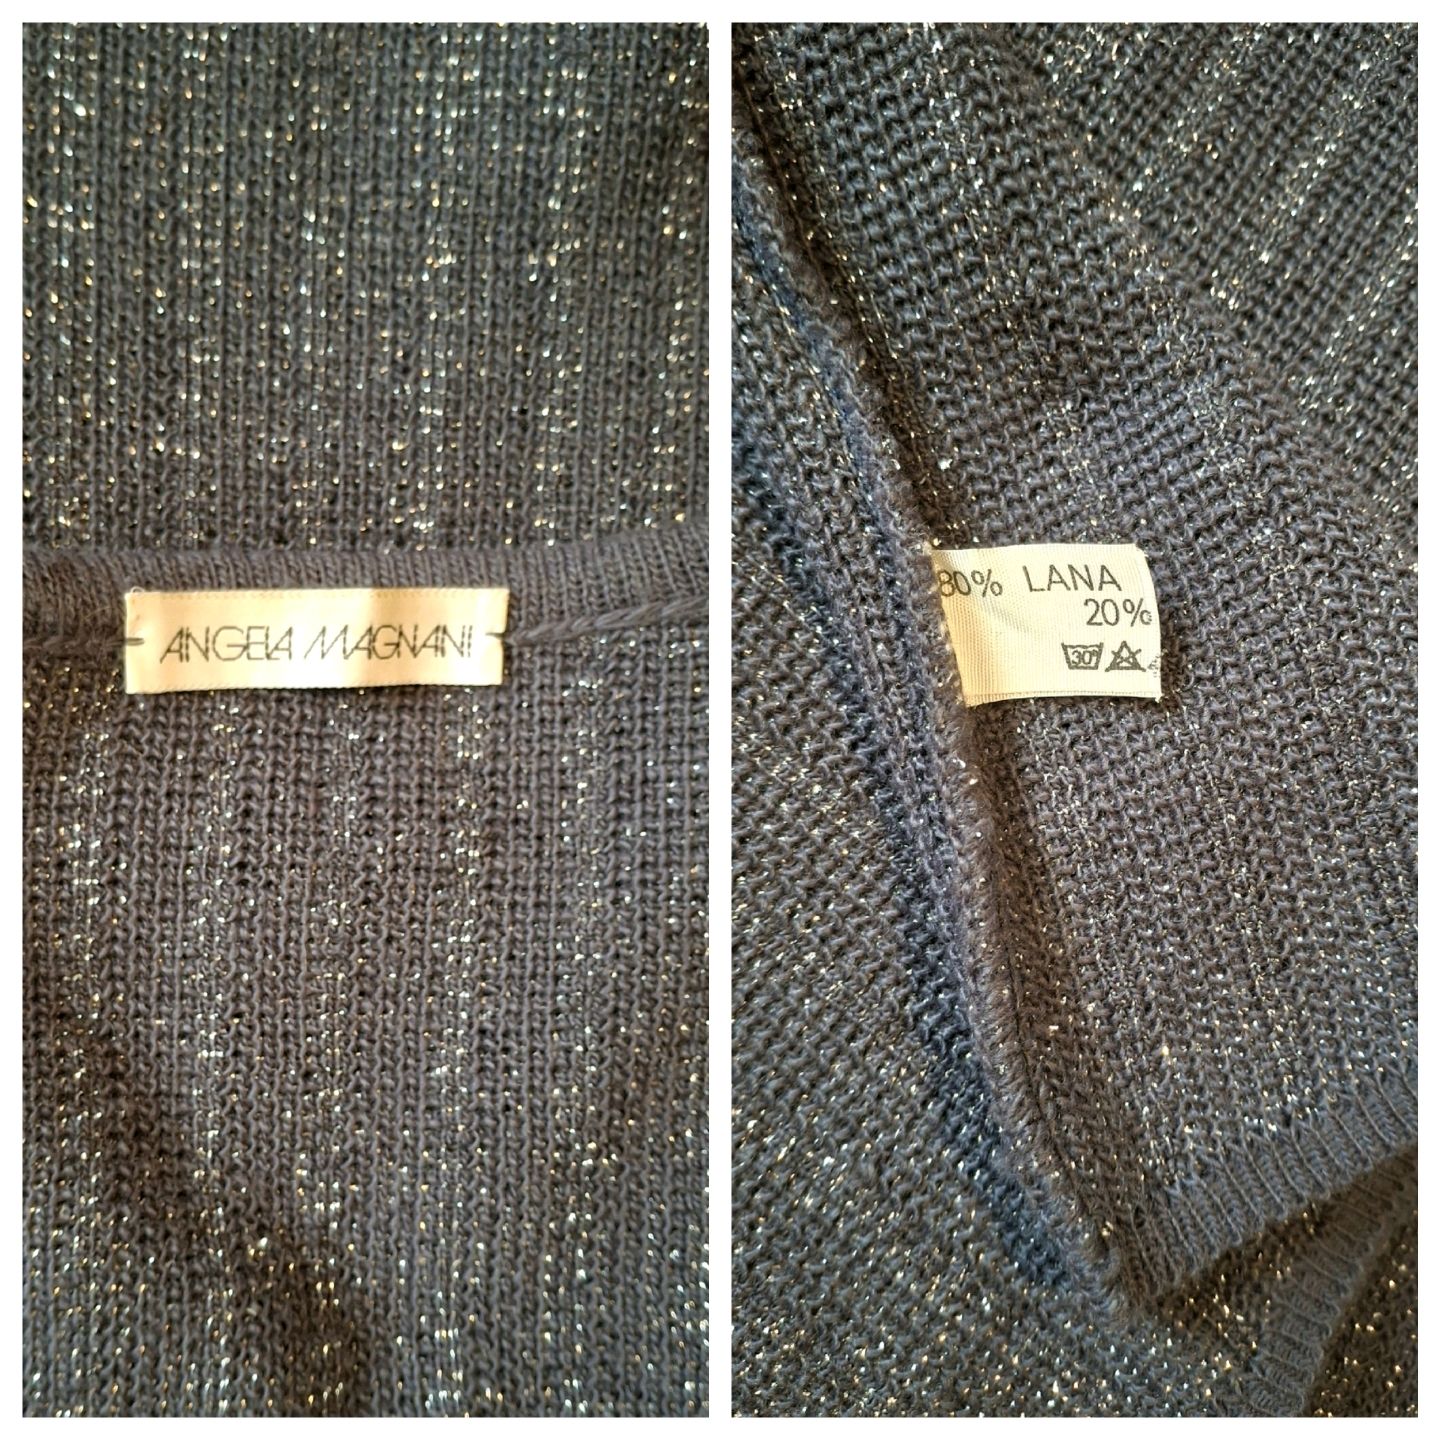 ANGELA MAGNANI
80% LANA
20%
30°